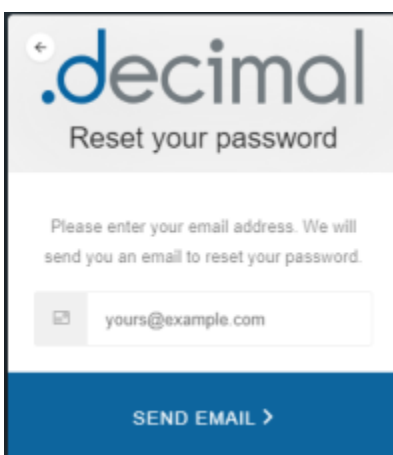 .decimal
Reset your password
Please enter your email address. We will
send you an email to reset your password.
yours@example.com
SEND EMAIL >